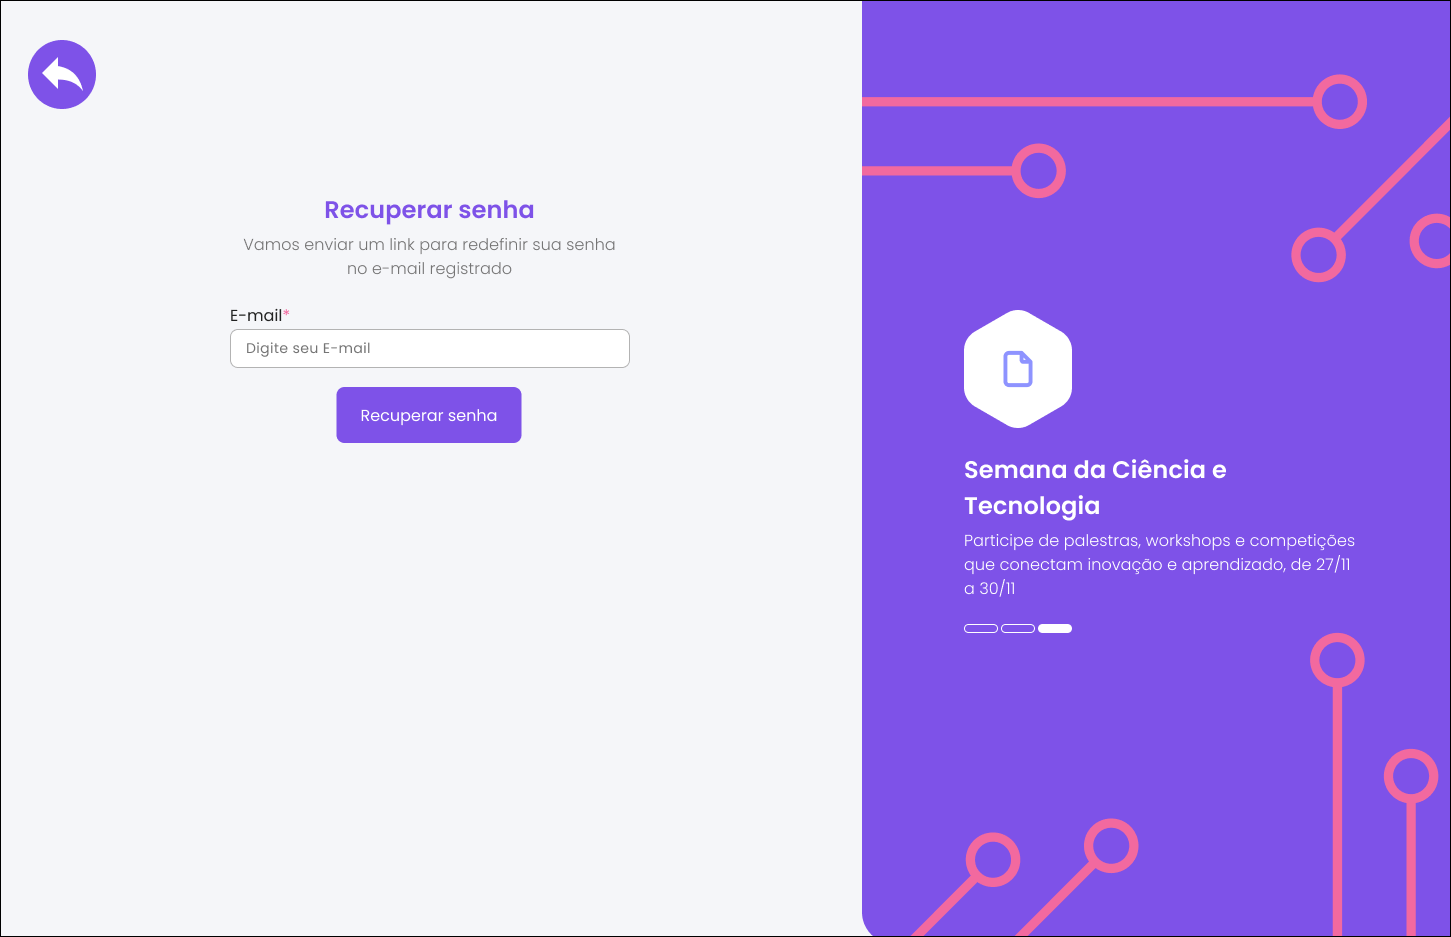 Recuperar senha
Vamos enviar um link para redefinir sua senha
no e-mail registrado
E-mail*
Digite seu E-mail
Recuperar senha
Semana da Ciência e
Tecnologia
Participe de palestras, workshops e competições
que conectam inovação e aprendizado, de 27/11
a 30/11